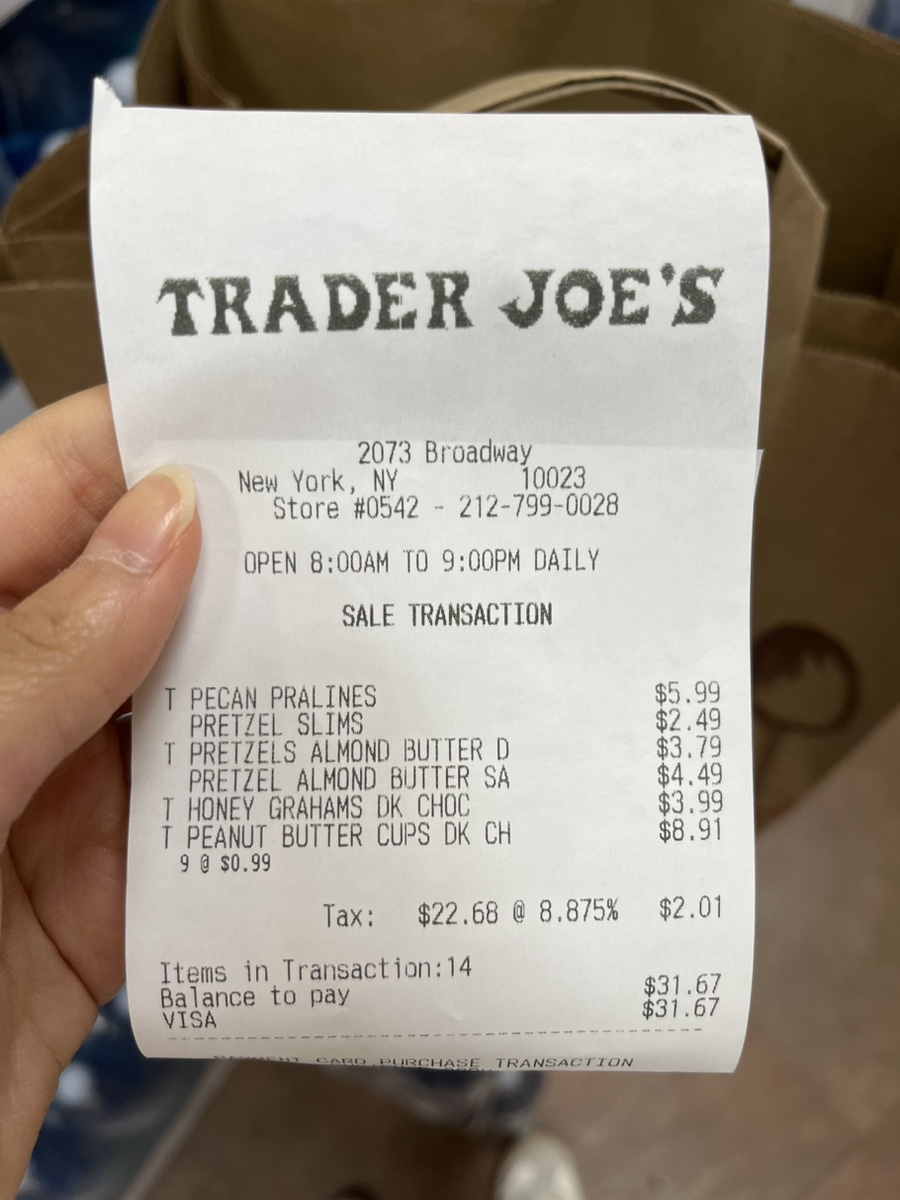 TRADER JOE'S
2073 Broadway
New York, NY 10023
Store #0542 - 212-799-0028
OPEN 8:00AM TO 9:00PM DAILY
SALE TRANSACTION
T PECAN PRALINES $5.99
PRETZEL SLIMS $2.49
T PRETZELS ALMOND BUTTER D $3.79
PRETZEL ALMOND BUTTER SA $4.49
T HONEY GRAHAMS DK CHOC $3.99
T PEANUT BUTTER CUPS DK CH $8.91
9 @ $0.99
Tax: $22.68 @ 8.875% $2.01
Items in Transaction:14
Balance to pay $31.67
VISA $31.67
PAYMENT CARD PURCHASE TRANSACTION